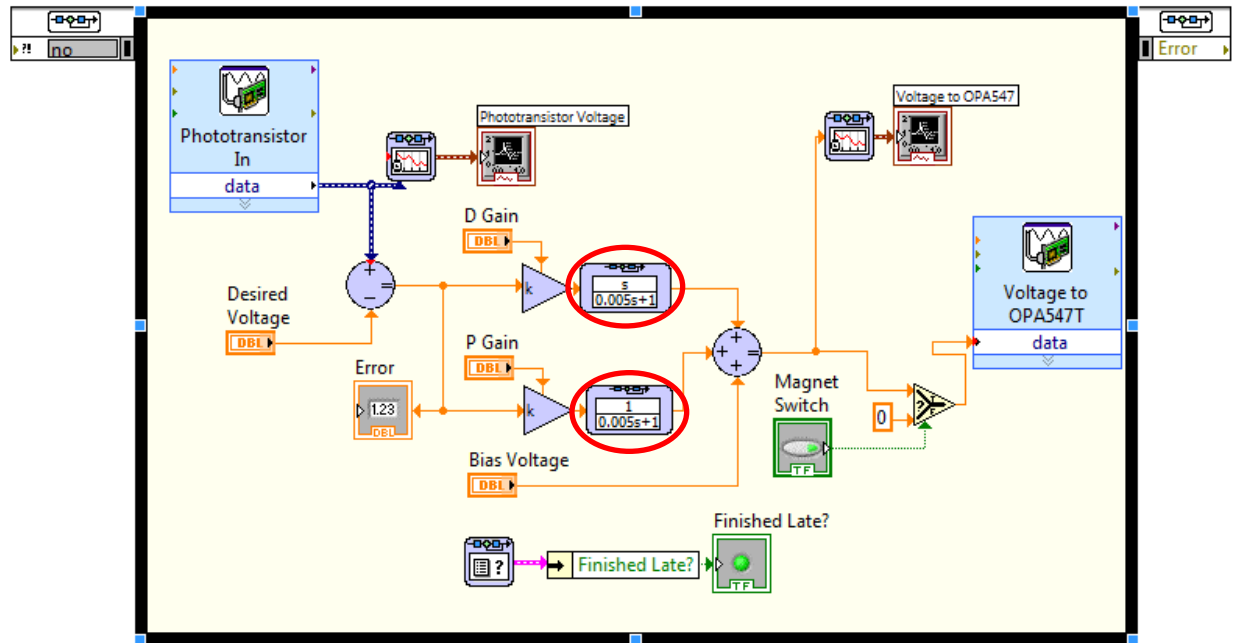 ?! no
Error
Phototransistor
In
data
Phototransistor Voltage
Voltage to OPA547
D Gain
DBL
k
s
0.005s+1
Desired
Voltage
DBL
+
−
=
P Gain
DBL
k
1
0.005s+1
Error
1.23
DBL
+
+
+
=
Voltage to
OPA547T
data
Magnet
Switch
TF
0
?
T
F
Bias Voltage
DBL
Finished Late?
?
Finished Late?
TF